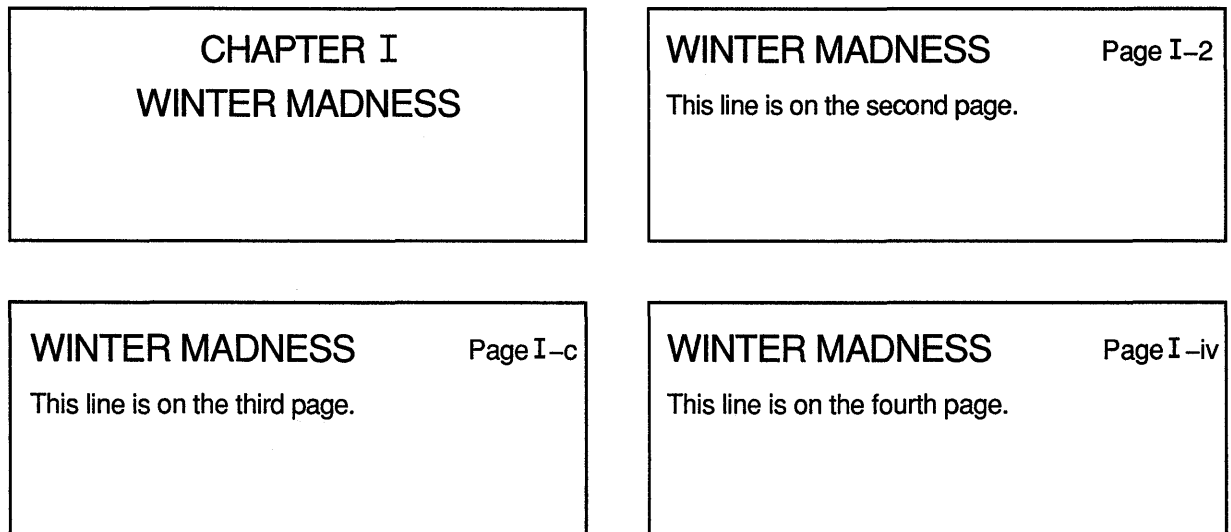 CHAPTER I
WINTER MADNESS
WINTER MADNESS Page I–2
This line is on the second page.
WINTER MADNESS Page I–c
This line is on the third page.
WINTER MADNESS Page I–iv
This line is on the fourth page.